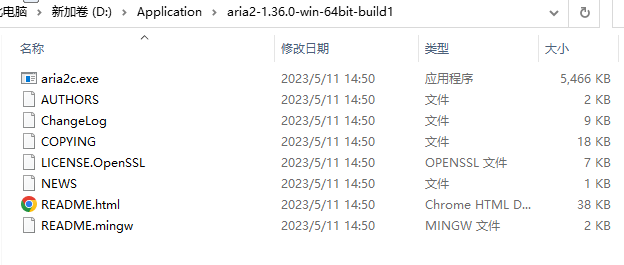 电脑 › 新加卷 (D:) › Application › aria2-1.36.0-win-64bit-build1
名称 修改日期 类型 大小
aria2c.exe 2023/5/11 14:50 应用程序 5,466 KB
AUTHORS 2023/5/11 14:50 文件 2 KB
ChangeLog 2023/5/11 14:50 文件 9 KB
COPYING 2023/5/11 14:50 文件 18 KB
LICENSE.OpenSSL 2023/5/11 14:50 OPENSSL 文件 7 KB
NEWS 2023/5/11 14:50 文件 1 KB
README.html 2023/5/11 14:50 Chrome HTML D... 38 KB
README.mingw 2023/5/11 14:50 MINGW 文件 2 KB